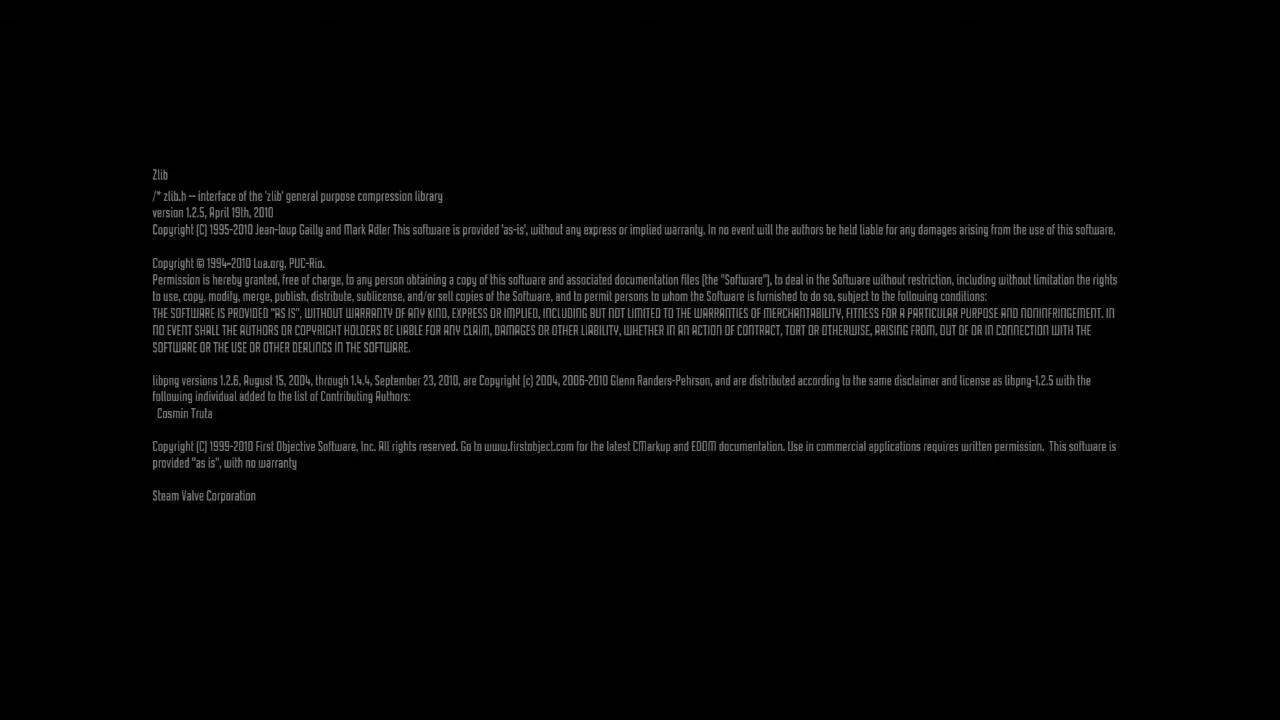 Zlib
/* zlib.h -- interface of the 'zlib' general purpose compression library
version 1.2.5, April 19th, 2010
Copyright (C) 1995-2010 Jean-loup Gailly and Mark Adler This software is provided 'as-is', without any express or implied warranty. In no event will the authors be held liable for any damages arising from the use of this software.
Copyright © 1994–2010 Lua.org, PUC-Rio.
Permission is hereby granted, free of charge, to any person obtaining a copy of this software and associated documentation files (the "Software"), to deal in the Software without restriction, including without limitation the rights
to use, copy, modify, merge, publish, distribute, sublicense, and/or sell copies of the Software, and to permit persons to whom the Software is furnished to do so, subject to the following conditions:
THE SOFTWARE IS PROVIDED "AS IS", WITHOUT WARRANTY OF ANY KIND, EXPRESS OR IMPLIED, INCLUDING BUT NOT LIMITED TO THE WARRANTIES OF MERCHANTABILITY, FITNESS FOR A PARTICULAR PURPOSE AND NONINFRINGEMENT. IN
NO EVENT SHALL THE AUTHORS OR COPYRIGHT HOLDERS BE LIABLE FOR ANY CLAIM, DAMAGES OR OTHER LIABILITY, WHETHER IN AN ACTION OF CONTRACT, TORT OR OTHERWISE, ARISING FROM, OUT OF OR IN CONNECTION WITH THE
SOFTWARE OR THE USE OR OTHER DEALINGS IN THE SOFTWARE.
libpng versions 1.2.6, August 15, 2004, through 1.4.4, September 23, 2010, are Copyright (c) 2004, 2006-2010 Glenn Randers-Pehrson, and are distributed according to the same disclaimer and license as libpng-1.2.5 with the
following individual added to the list of Contributing Authors:
Cosmin Truta
Copyright (C) 1999-2010 First Objective Software, Inc. All rights reserved. Go to www.firstobject.com for the latest CMarkup and EDOM documentation. Use in commercial applications requires written permission.  This software is
provided "as is", with no warranty
Steam Valve Corporation